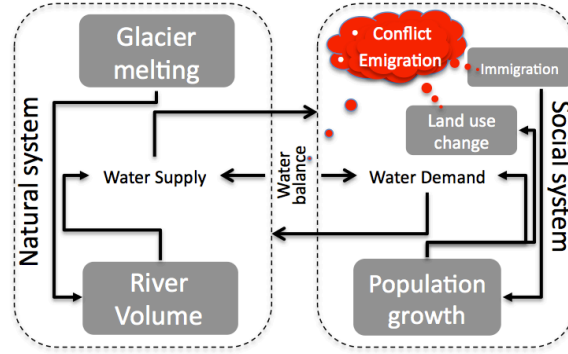 Glacier
melting
Natural system
Water Supply
River
Volume
Water
balance
• Conflict
• Emigration
Immigration
Land use
change
Water Demand
Population
growth
Social system